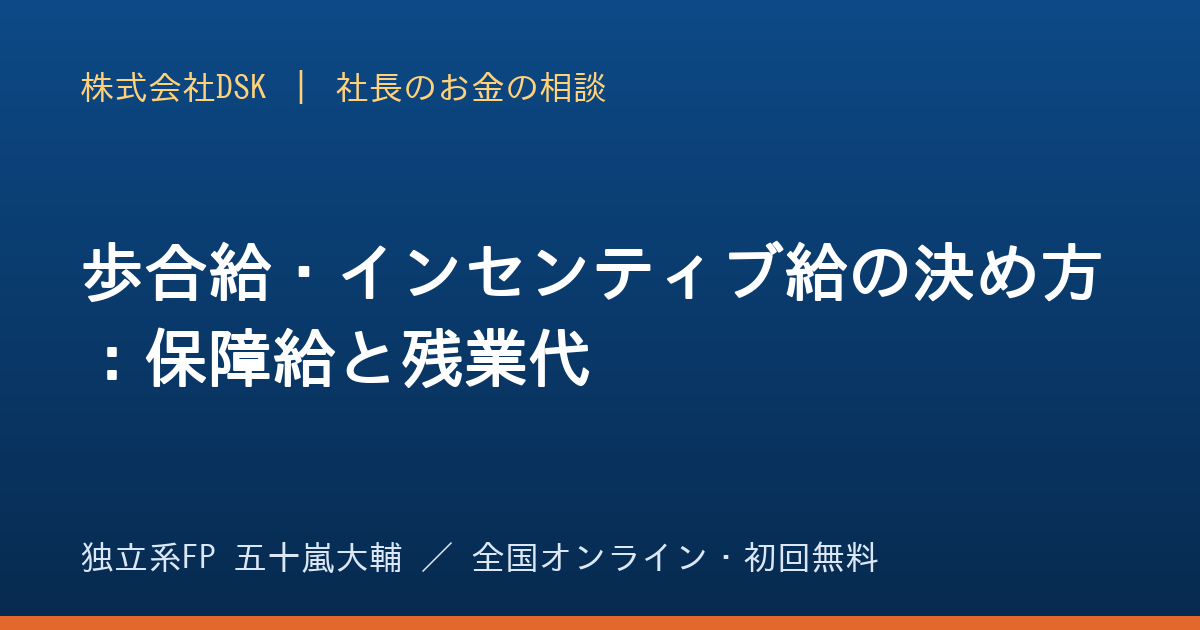 株式会社DSK ｜ 社長のお金の相談
歩合給・インセンティブ給の決め方
：保障給と残業代
独立系FP 五十嵐大輔 ／ 全国オンライン・初回無料